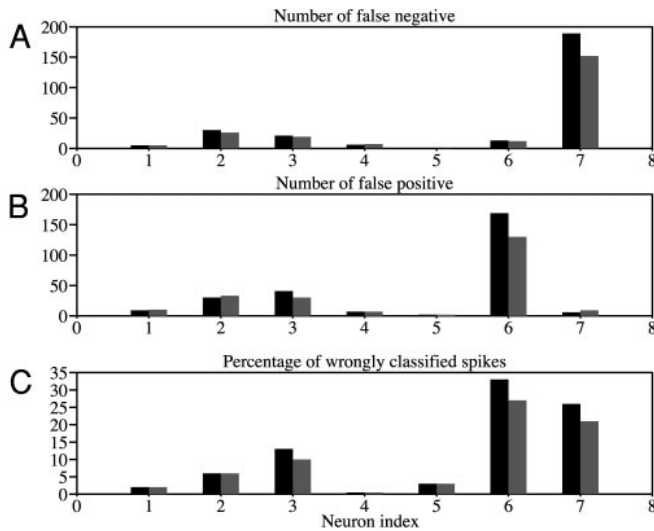 A
Number of false negative
200
150
100
50
0
0 1 2 3 4 5 6 7 8
B
Number of false positive
200
150
100
50
0
0 1 2 3 4 5 6 7 8
C
Percentage of wrongly classified spikes
35
30
25
20
15
10
5
0
0 1 2 3 4 5 6 7 8
Neuron index